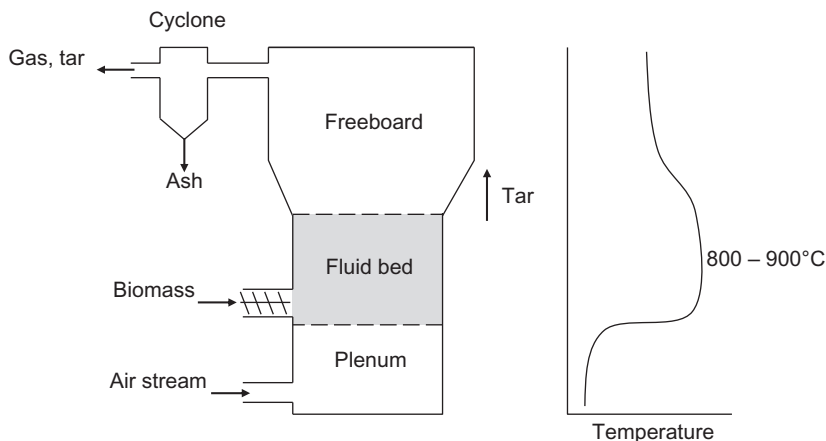 Cyclone
Gas, tar
Freeboard
Ash
Tar
Fluid bed
800 – 900°C
Biomass
Plenum
Air stream
Temperature